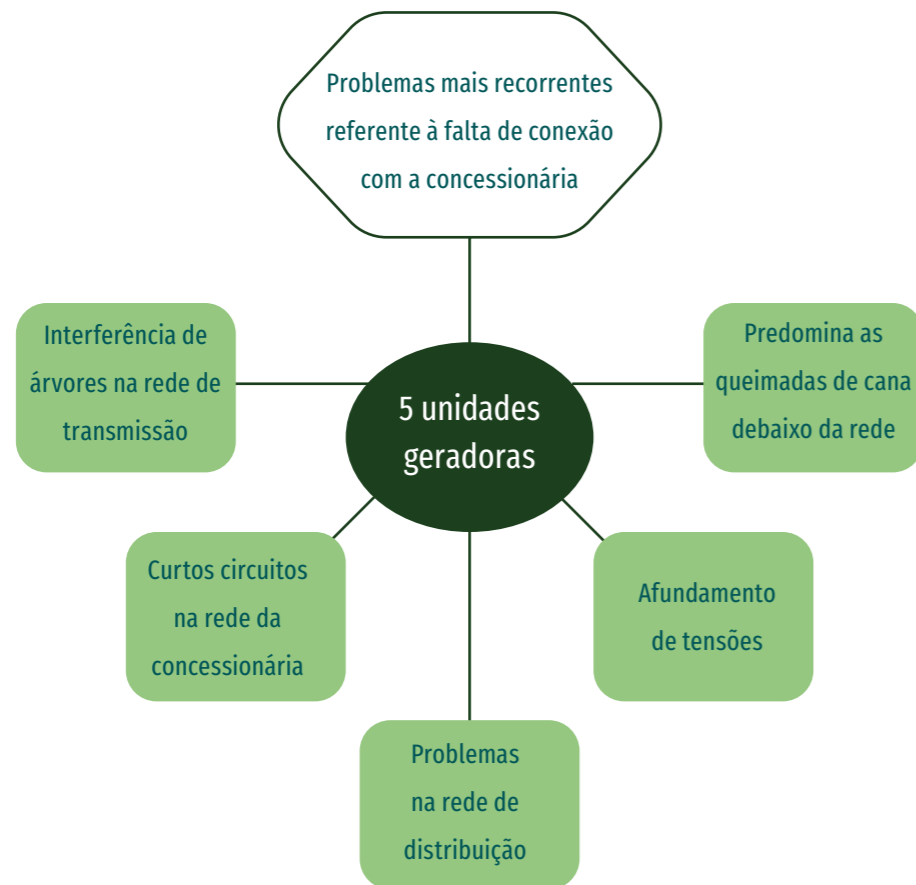 Problemas mais recorrentes
referente à falta de conexão
com a concessionária
Interferência de
árvores na rede de
transmissão
5 unidades
geradoras
Predomina as
queimadas de cana
debaixo da rede
Curtos circuitos
na rede da
concessionária
Afundamento
de tensões
Problemas
na rede de
distribuição